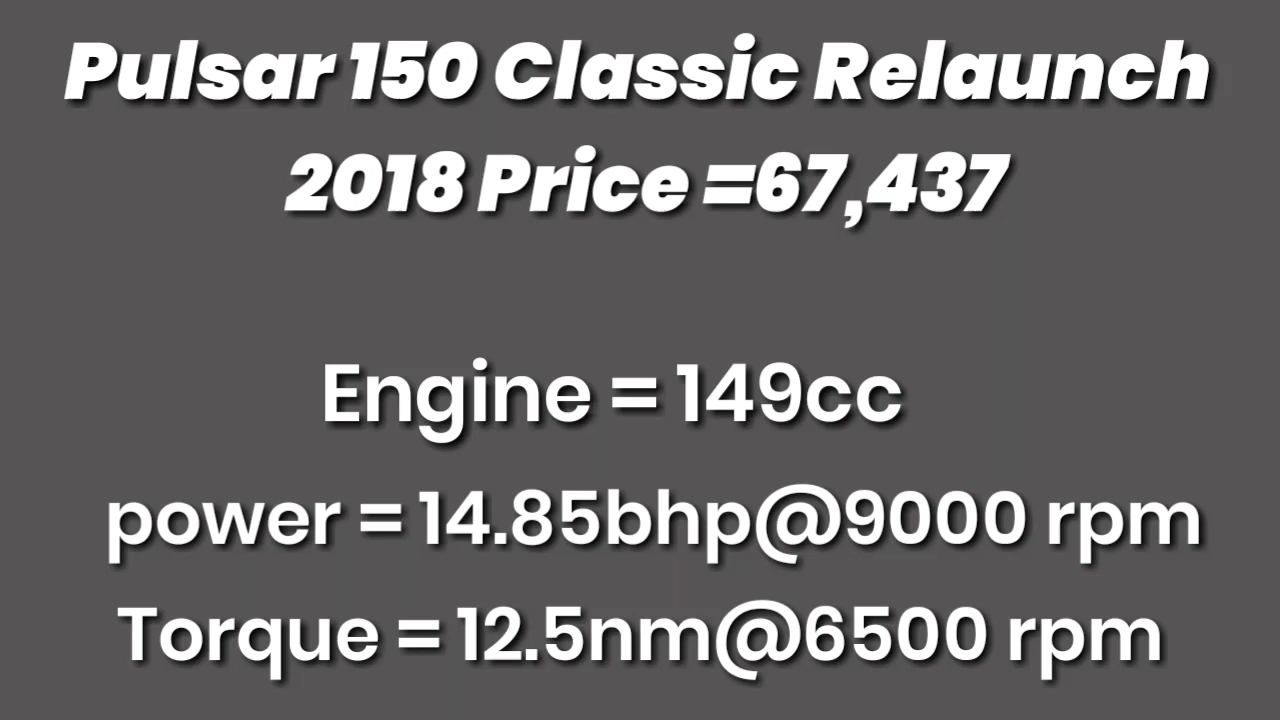 Pulsar 150 Classic Relaunch
2018 Price =67,437
Engine = 149cc
power = 14.85bhp@9000 rpm
Torque = 12.5nm@6500 rpm